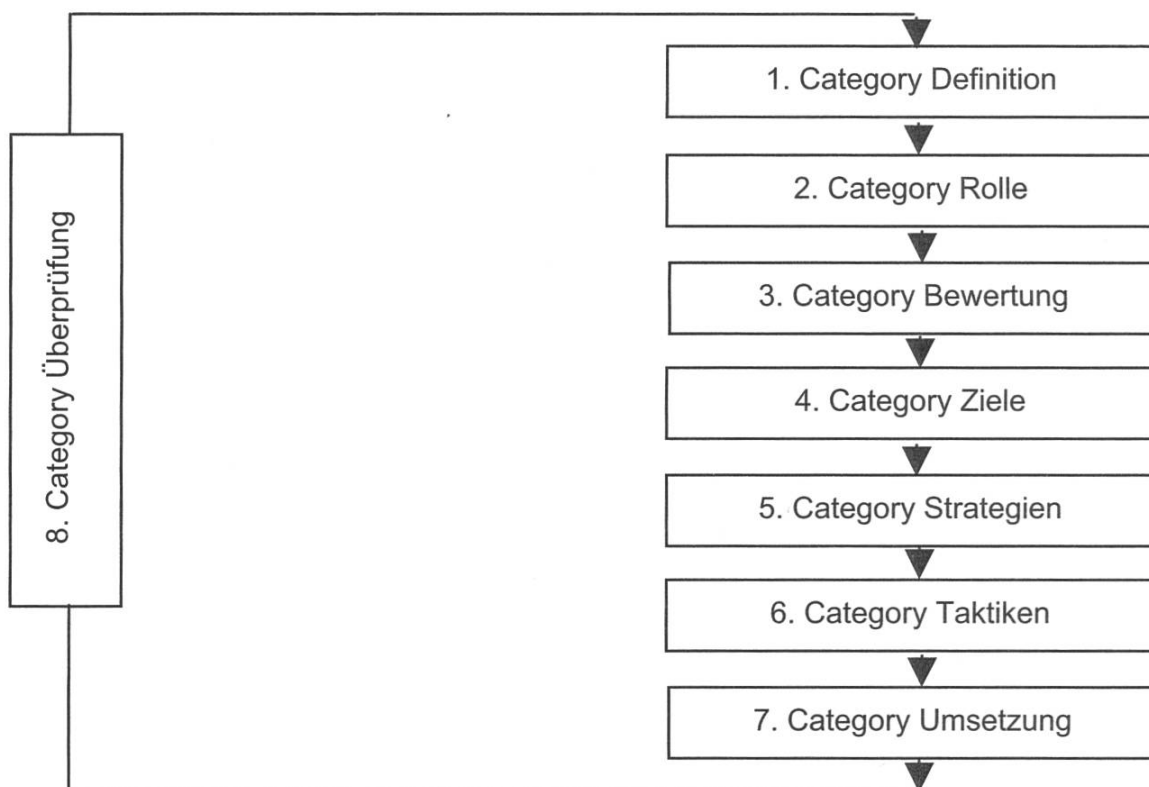 1. Category Definition
2. Category Rolle
3. Category Bewertung
4. Category Ziele
5. Category Strategien
6. Category Taktiken
7. Category Umsetzung
8. Category Überprüfung